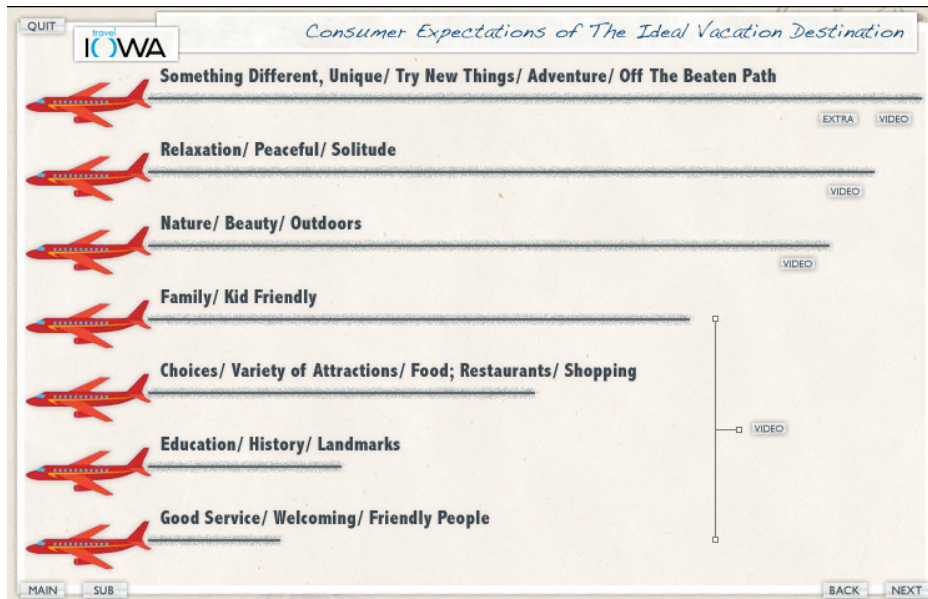 QUIT
travel
IOWA
Consumer Expectations of The Ideal Vacation Destination
Something Different, Unique/ Try New Things/ Adventure/ Off The Beaten Path
EXTRA VIDEO
Relaxation/ Peaceful/ Solitude
VIDEO
Nature/ Beauty/ Outdoors
VIDEO
Family/ Kid Friendly
Choices/ Variety of Attractions/ Food; Restaurants/ Shopping
VIDEO
Education/ History/ Landmarks
Good Service/ Welcoming/ Friendly People
MAIN SUB BACK NEXT